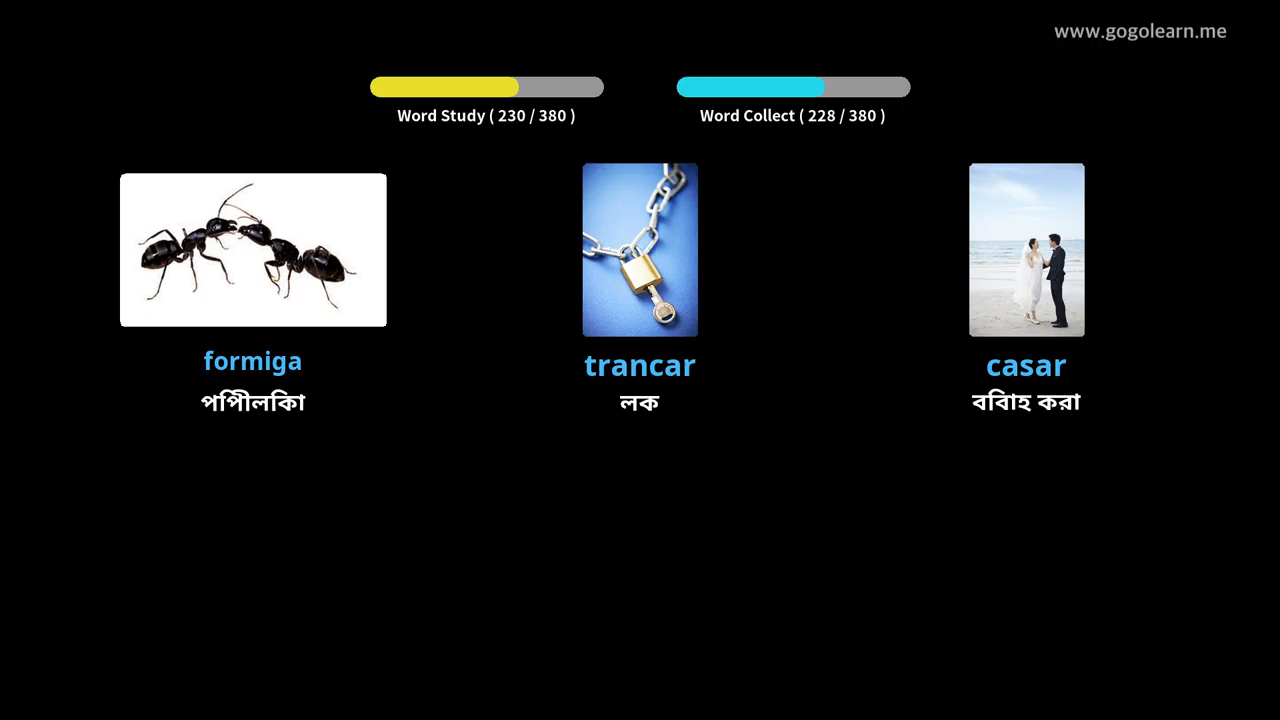 www.gogolearn.me
Word Study ( 230 / 380 )
Word Collect ( 228 / 380 )
formiga
trancar
casar
পিপীলিকা
লক
বিবাহ করা